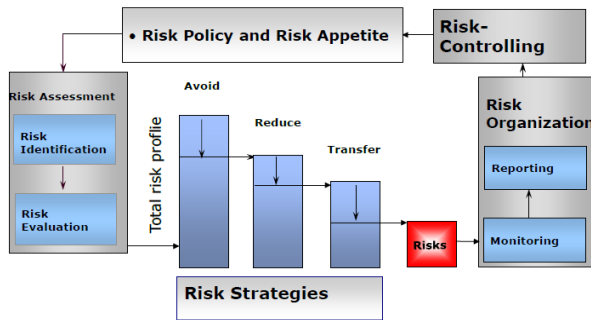 • Risk Policy and Risk Appetite
Risk-
Controlling
Risk Assessment
Risk
Identification
Risk
Evaluation
Total risk profile
Avoid
Reduce
Transfer
Risks
Risk
Organization
Reporting
Monitoring
Risk Strategies